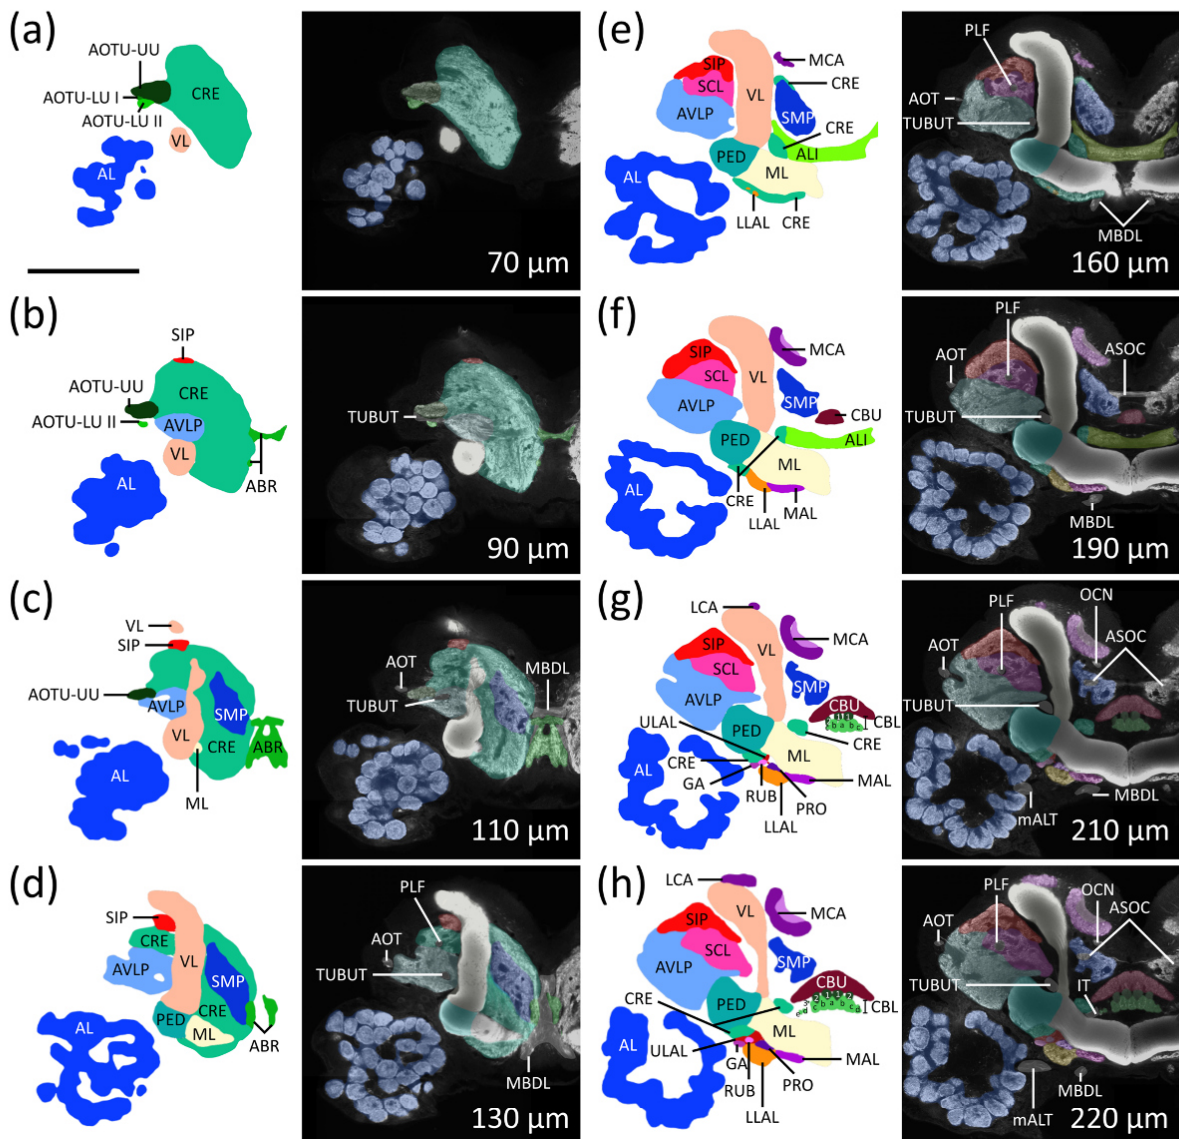 (a)
AOTU-UU
AOTU-LU I
AOTU-LU II
CRE
VL
AL
70 µm
(b)
SIP
AOTU-UU
CRE
AOTU-LU II
AVLP
VL
AL
ABR
TUBUT
90 µm
(c)
VL
SIP
AOTU-UU
AVLP
SMP
VL
CRE
ABR
AL
ML
AOT
MBDL
TUBUT
110 µm
(d)
SIP
CRE
AVLP
VL
SMP
CRE
PED
ML
AL
ABR
PLF
AOT
TUBUT
MBDL
130 µm
(e)
SIP
MCA
SCL
VL
CRE
AVLP
SMP
CRE
PED
ALI
ML
AL
LLAL
CRE
PLF
AOT
TUBUT
MBDL
160 µm
(f)
SIP
VL
MCA
SCL
AVLP
SMP
CBU
PED
ALI
ML
AL
CRE
MAL
LLAL
PLF
AOT
ASOC
TUBUT
MBDL
190 µm
(g)
LCA
VL
MCA
SIP
SCL
AVLP
SMP
CBU
CBL
ULAL
PED
CRE
ML
AL
CRE
GA
MAL
RUB
PRO
LLAL
OCN
PLF
ASOC
AOT
TUBUT
mALT
MBDL
210 µm
(h)
LCA
VL
MCA
SIP
SCL
AVLP
SMP
CBU
CBL
CRE
PED
ML
AL
ULAL
GA
MAL
RUB
PRO
LLAL
PLF
OCN
ASOC
AOT
TUBUT
IT
mALT
MBDL
220 µm